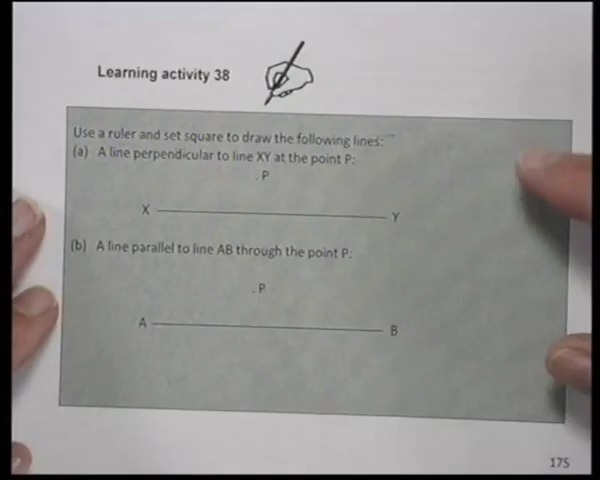 Learning activity 38
Use a ruler and set square to draw the following lines:
(a) A line perpendicular to line XY at the point P:
. P
X Y
(b) A line parallel to line AB through the point P:
. P
A B
175